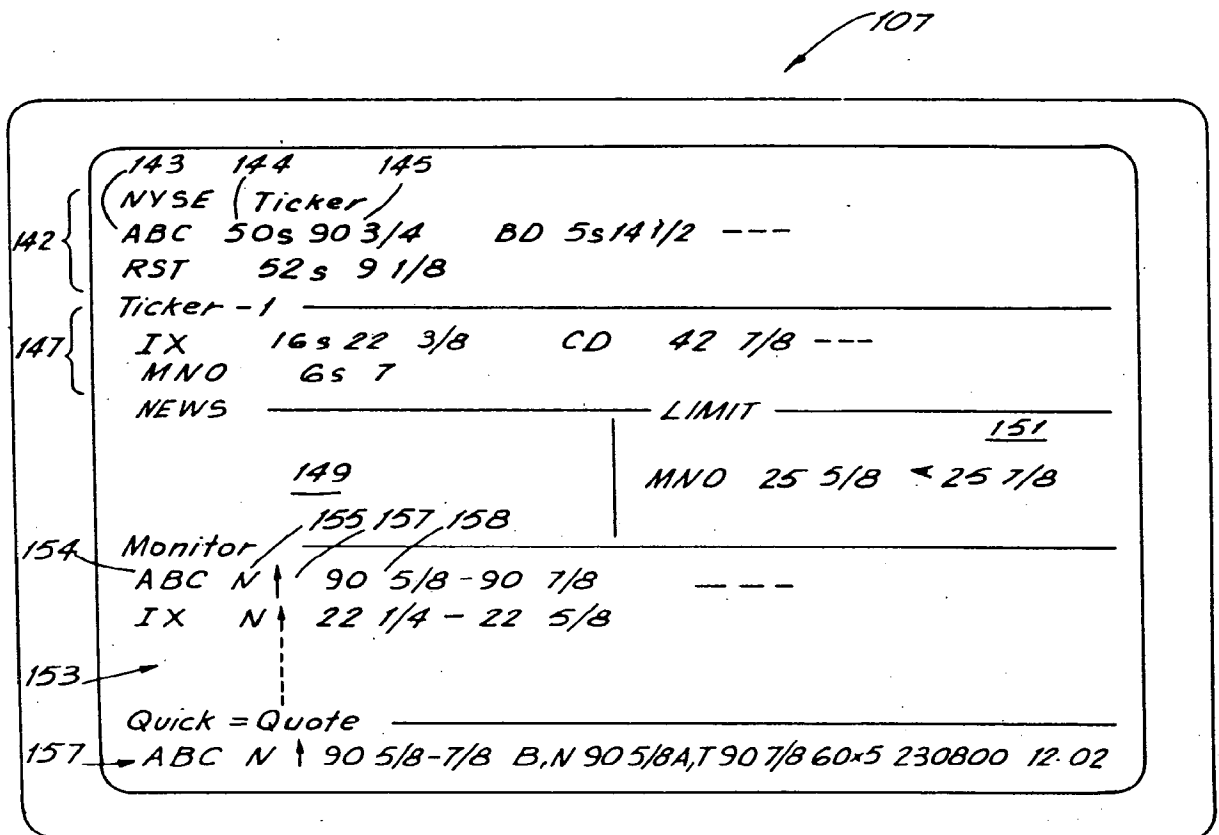 107
143 144 145
NYSE Ticker
142 ABC 50s 90 3/4 BD 5s14 1/2 ---
RST 52s 9 1/8
Ticker-1
147 IX 16s 22 3/8 CD 42 7/8 ---
MNO 6s 7
NEWS LIMIT
151
149 MNO 25 5/8 < 25 7/8
155 157 158
154 Monitor
ABC N ↑ 90 5/8-90 7/8 ---
IX N ↑ 22 1/4 - 22 5/8
153
Quick = Quote
157 ABC N ↑ 90 5/8-7/8 B,N 90 5/8A,T 90 7/8 60x5 230800 12.02